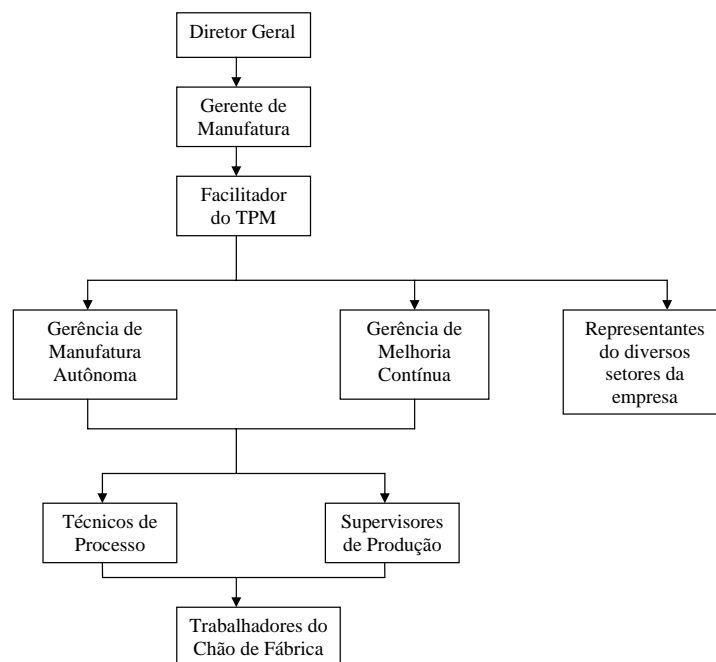 Diretor Geral
Gerente de
Manufatura
Facilitador
do TPM
Gerência de
Manufatura
Autônoma
Gerência de
Melhoria
Contínua
Representantes
do diversos
setores da
empresa
Técnicos de
Processo
Supervisores
de Produção
Trabalhadores do
Chão de Fábrica